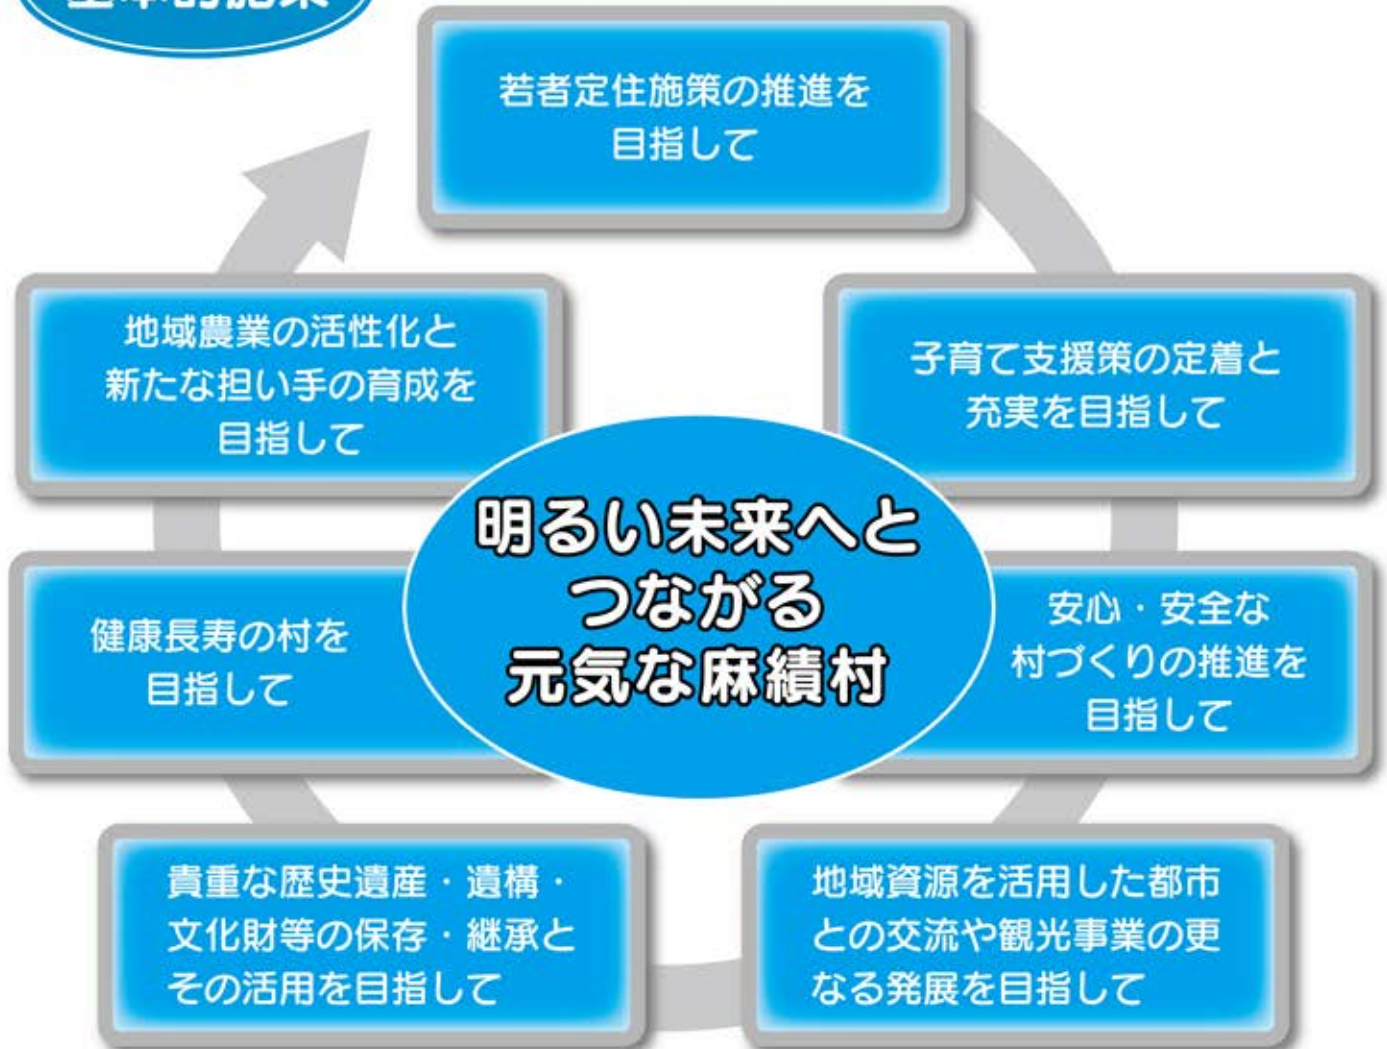 基本的施策
若者定住施策の推進を
目指して
子育て支援策の定着と
充実を目指して
安心・安全な
村づくりの推進を
目指して
地域資源を活用した都市
との交流や観光事業の更
なる発展を目指して
貴重な歴史遺産・遺構・
文化財等の保存・継承と
その活用を目指して
健康長寿の村を
目指して
地域農業の活性化と
新たな担い手の育成を
目指して
明るい未来へと
つながる
元気な麻績村